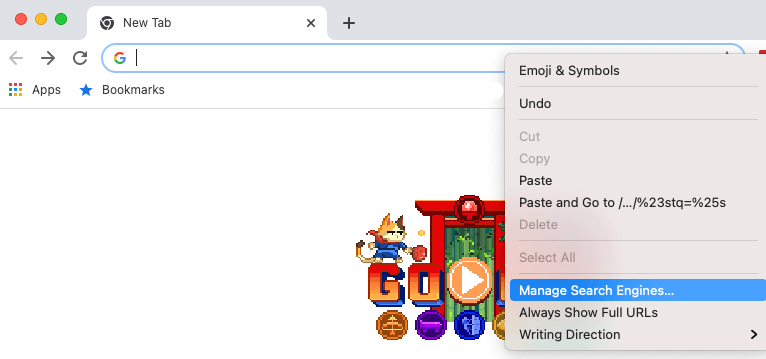 New Tab
Apps
Bookmarks
Emoji & Symbols
Undo
Cut
Copy
Paste
Paste and Go to /.../%23stq=%25s
Delete
Select All
Manage Search Engines...
Always Show Full URLs
Writing Direction
GO